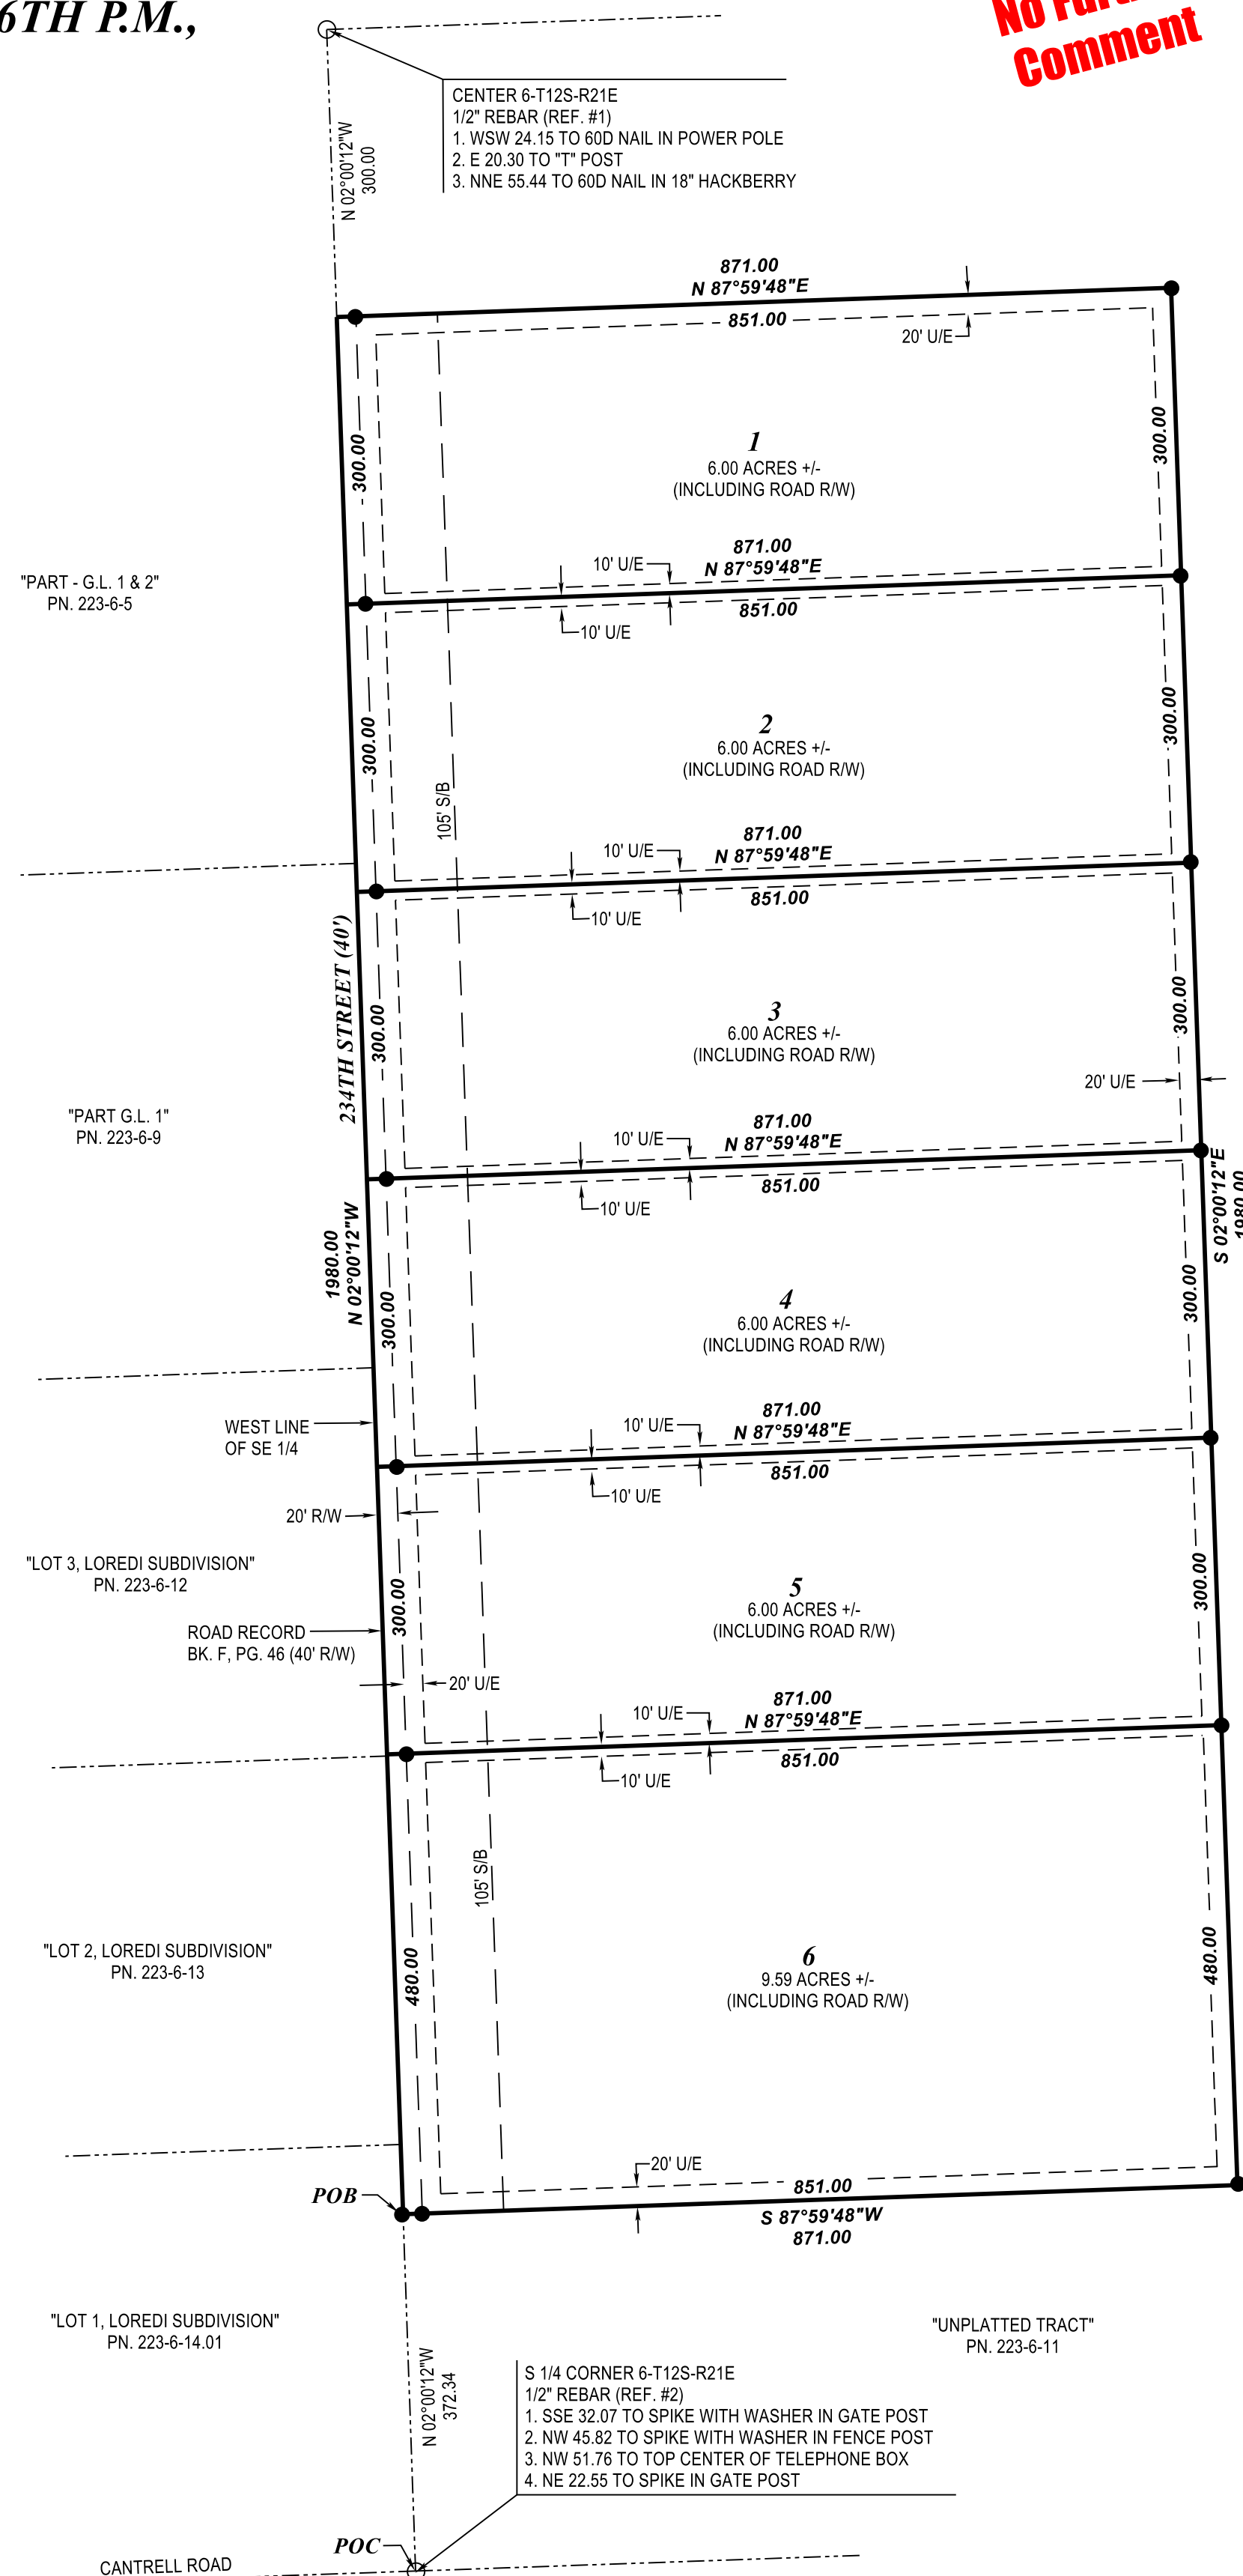 6TH P.M.,
No Fur
Comment
CENTER 6-T12S-R21E
1/2" REBAR (REF. #1)
1. WSW 24.15 TO 60D NAIL IN POWER POLE
2. E 20.30 TO "T" POST
3. NNE 55.44 TO 60D NAIL IN 18" HACKBERRY
N 02°00'12"W
300.00
871.00
N 87°59'48"E
851.00
20' U/E
300.00
300.00
1
6.00 ACRES +/-
(INCLUDING ROAD R/W)
"PART - G.L. 1 & 2"
PN. 223-6-5
10' U/E
871.00
N 87°59'48"E
851.00
10' U/E
300.00
300.00
2
6.00 ACRES +/-
(INCLUDING ROAD R/W)
105' S/B
10' U/E
871.00
N 87°59'48"E
851.00
10' U/E
234TH STREET (40')
300.00
300.00
3
6.00 ACRES +/-
(INCLUDING ROAD R/W)
20' U/E
"PART G.L. 1"
PN. 223-6-9
10' U/E
871.00
N 87°59'48"E
851.00
10' U/E
S 02°00'12"E
1980.00
1980.00
N 02°00'12"W
300.00
300.00
4
6.00 ACRES +/-
(INCLUDING ROAD R/W)
WEST LINE
OF SE 1/4
10' U/E
871.00
N 87°59'48"E
851.00
10' U/E
20' R/W
"LOT 3, LOREDI SUBDIVISION"
PN. 223-6-12
300.00
300.00
5
6.00 ACRES +/-
(INCLUDING ROAD R/W)
ROAD RECORD
BK. F, PG. 46 (40' R/W)
20' U/E
10' U/E
871.00
N 87°59'48"E
851.00
10' U/E
105' S/B
"LOT 2, LOREDI SUBDIVISION"
PN. 223-6-13
480.00
480.00
6
9.59 ACRES +/-
(INCLUDING ROAD R/W)
20' U/E
851.00
S 87°59'48"W
871.00
POB
"LOT 1, LOREDI SUBDIVISION"
PN. 223-6-14.01
"UNPLATTED TRACT"
PN. 223-6-11
N 02°00'12"W
372.34
S 1/4 CORNER 6-T12S-R21E
1/2" REBAR (REF. #2)
1. SSE 32.07 TO SPIKE WITH WASHER IN GATE POST
2. NW 45.82 TO SPIKE WITH WASHER IN FENCE POST
3. NW 51.76 TO TOP CENTER OF TELEPHONE BOX
4. NE 22.55 TO SPIKE IN GATE POST
POC
CANTRELL ROAD